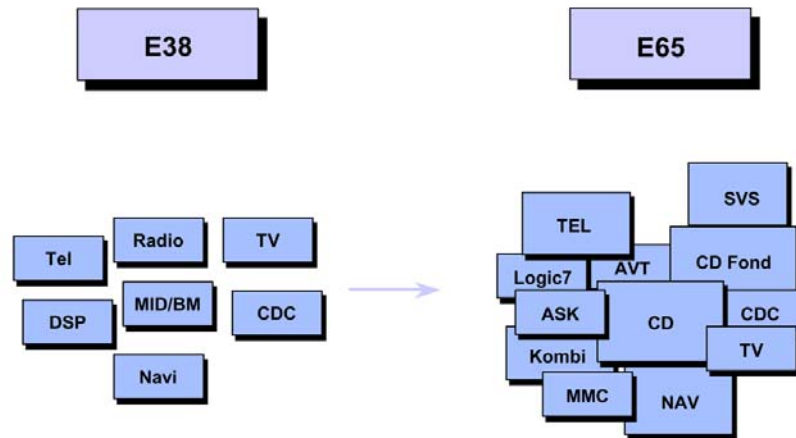 E38
E65
Tel
Radio
TV
DSP
MID/BM
CDC
Navi
SVS
TEL
Logic7
AVT
CD Fond
ASK
CD
CDC
TV
Kombi
MMC
NAV